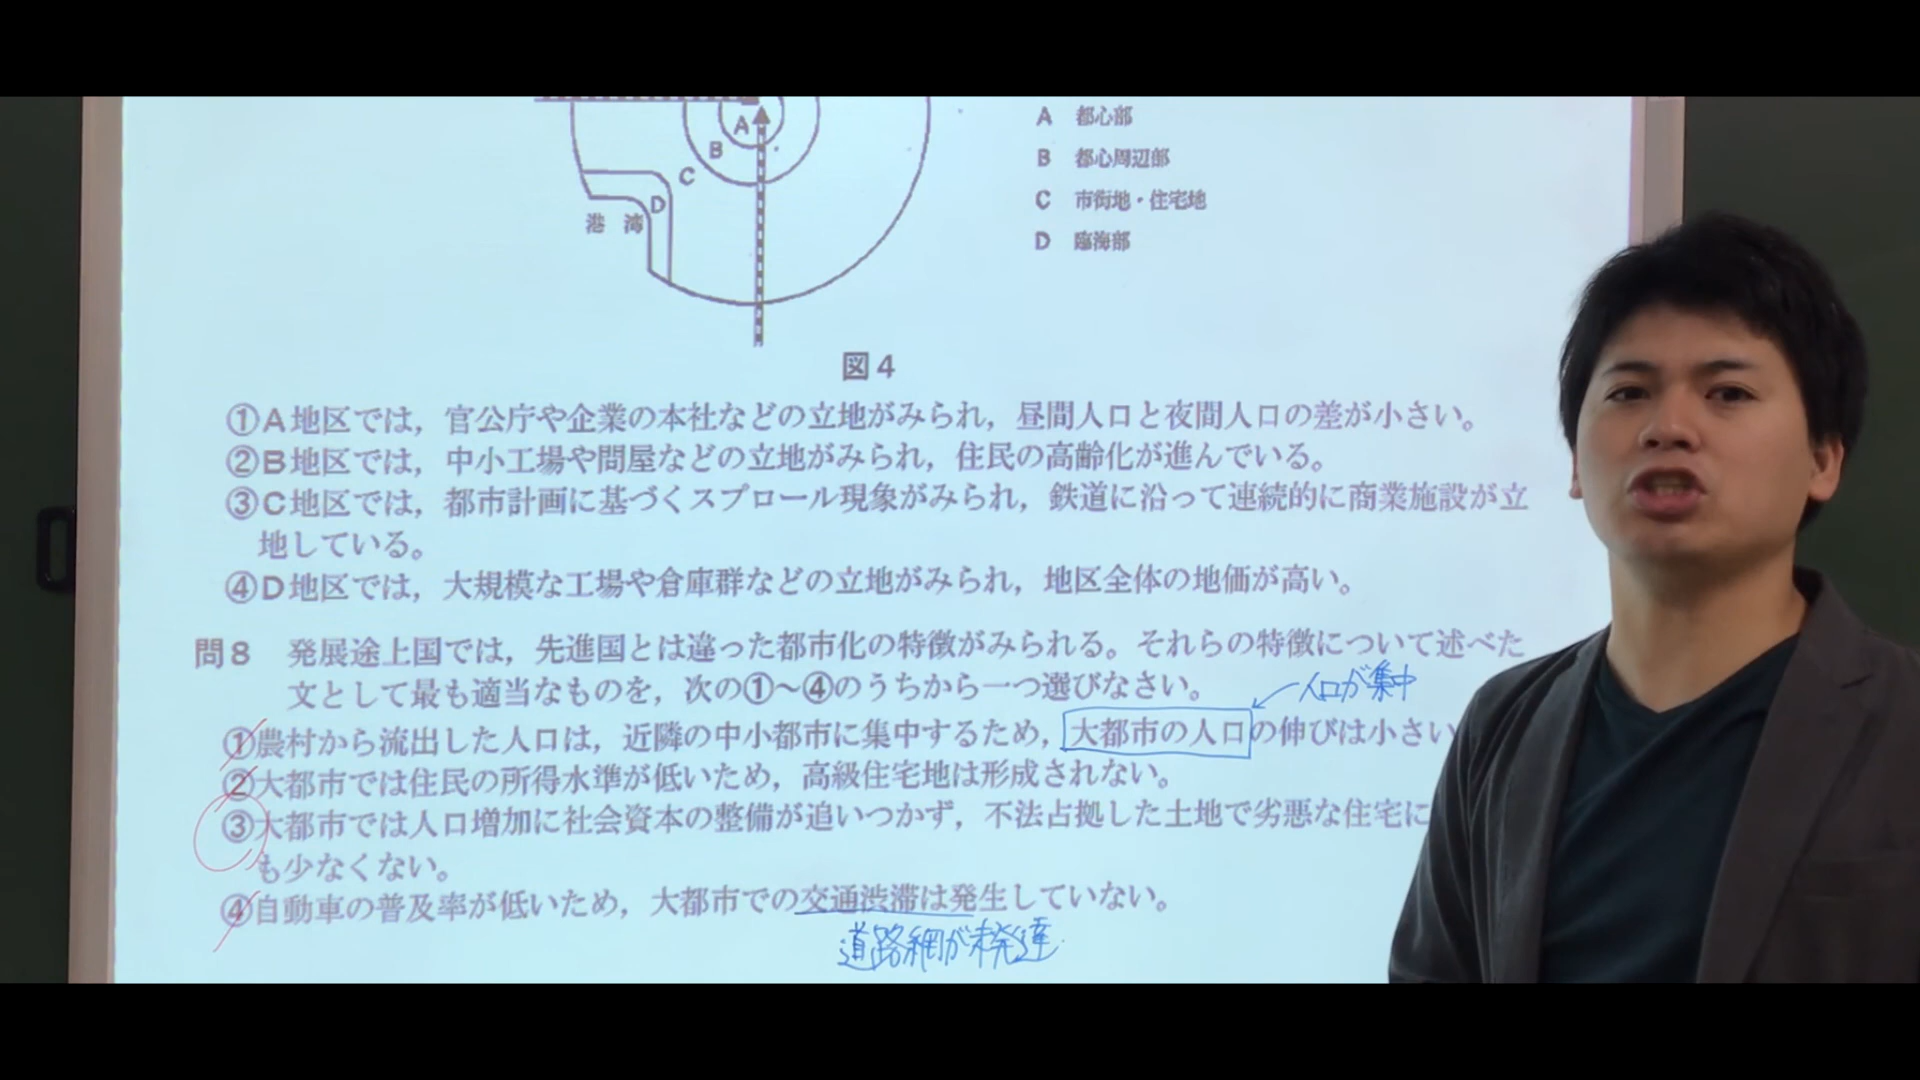 A
B
C
D
港湾
A 都心部
B 都心周辺部
C 市街地・住宅地
D 臨海部
図4
①A地区では，官公庁や企業の本社などの立地がみられ，昼間人口と夜間人口の差が小さい。
②B地区では，中小工場や問屋などの立地がみられ，住民の高齢化が進んでいる。
③C地区では，都市計画に基づくスプロール現象がみられ，鉄道に沿って連続的に商業施設が立
地している。
④D地区では，大規模な工場や倉庫群などの立地がみられ，地区全体の地価が高い。
問8 発展途上国では，先進国とは違った都市化の特徴がみられる。それらの特徴について述べた
文として最も適当なものを，次の①〜④のうちから一つ選びなさい。
人口が集中
①農村から流出した人口は，近隣の中小都市に集中するため，大都市の人口の伸びは小さい
②大都市では住民の所得水準が低いため，高級住宅地は形成されない。
③大都市では人口増加に社会資本の整備が追いつかず，不法占拠した土地で劣悪な住宅に
も少なくない。
④自動車の普及率が低いため，大都市での交通渋滞は発生していない。
道路網が未発達